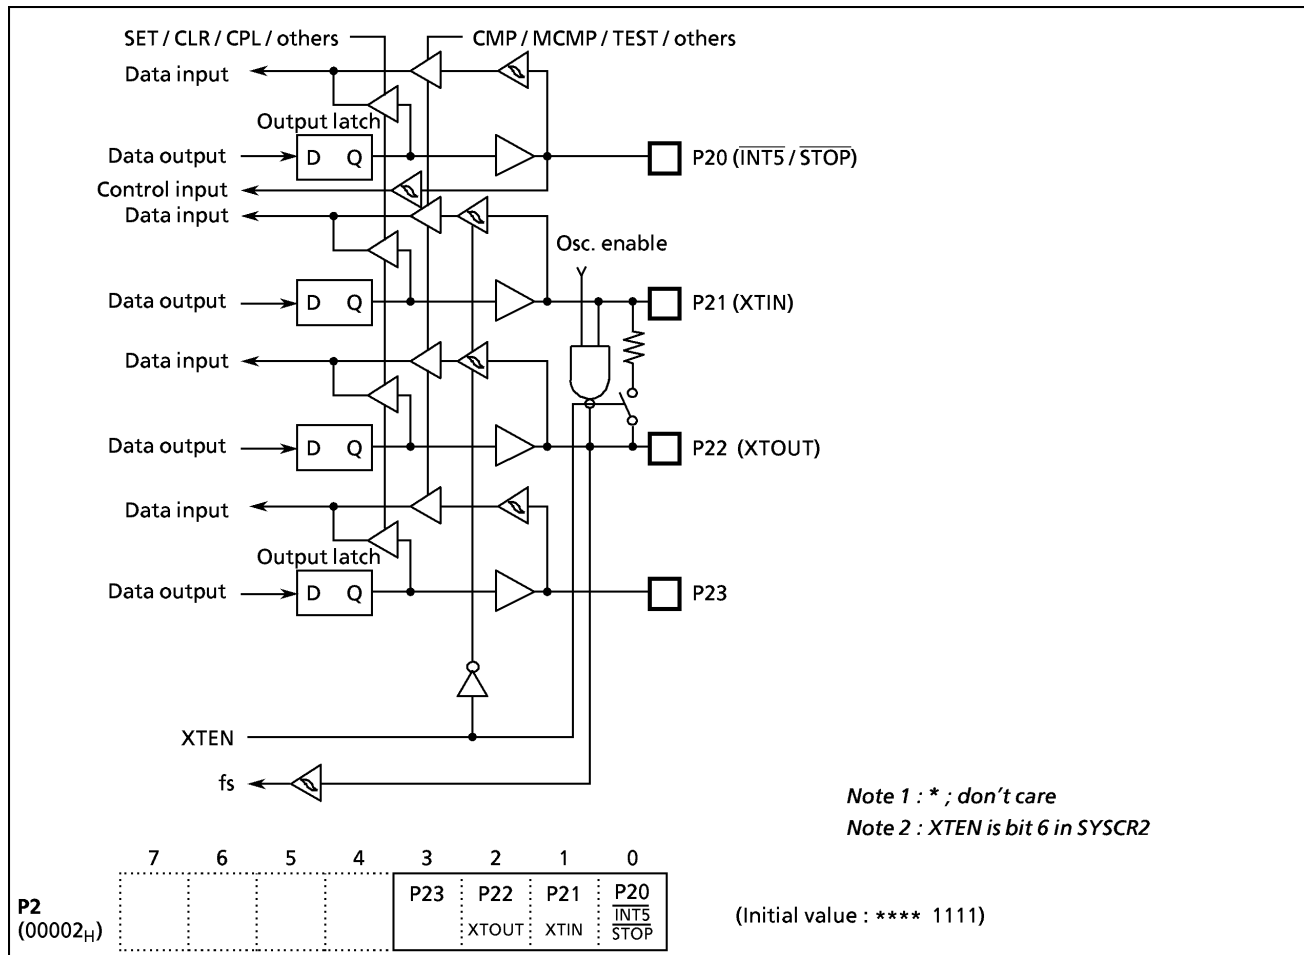 SET / CLR / CPL / others
CMP / MCMP / TEST / others
Data input
Output latch
Data output
D Q
P20 (INT5 / STOP)
Control input
Data input
Osc. enable
Data output
D Q
P21 (XTIN)
Data input
Data output
D Q
P22 (XTOUT)
Data input
Output latch
Data output
D Q
P23
XTEN
fs
Note 1 : * ; don't care
Note 2 : XTEN is bit 6 in SYSCR2
7 6 5 4 3 2 1 0
P2
(00002H)
P23
P22
XTOUT
P21
XTIN
P20
INT5
STOP
(Initial value : **** 1111)